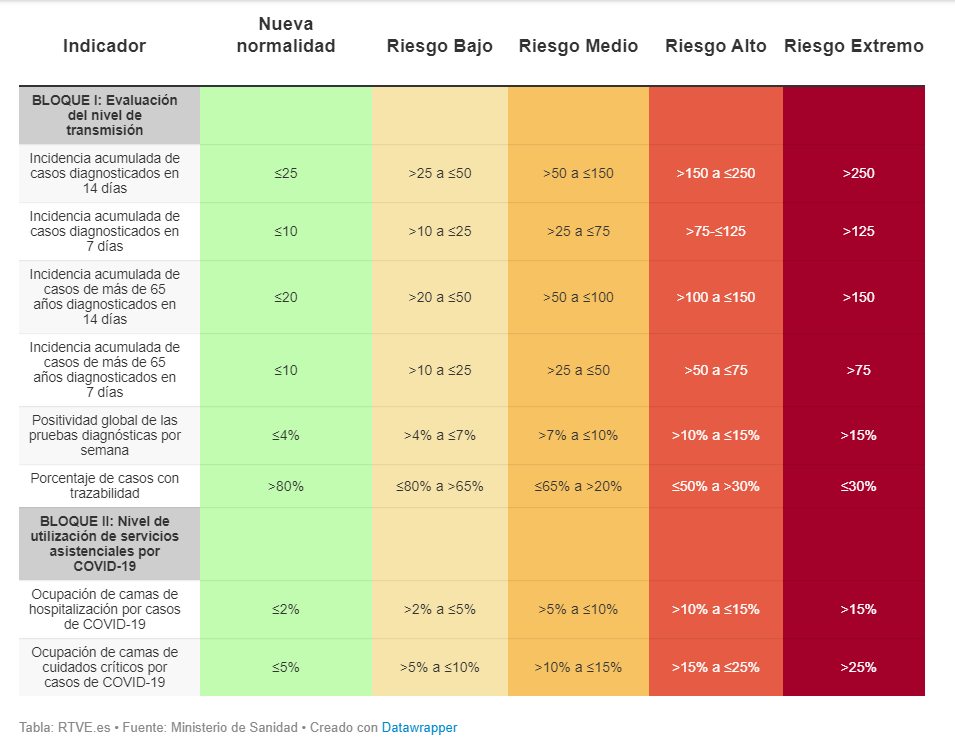 Indicador
Nueva
normalidad
Riesgo Bajo
Riesgo Medio
Riesgo Alto
Riesgo Extremo
BLOQUE I: Evaluación
del nivel de
transmisión
Incidencia acumulada de
casos diagnosticados en
14 días
≤25
>25 a ≤50
>50 a ≤150
>150 a ≤250
>250
Incidencia acumulada de
casos diagnosticados en
7 días
≤10
>10 a ≤25
>25 a ≤75
>75-≤125
>125
Incidencia acumulada de
casos de más de 65
años diagnosticados en
14 días
≤20
>20 a ≤50
>50 a ≤100
>100 a ≤150
>150
Incidencia acumulada de
casos de más de 65
años diagnosticados en
7 días
≤10
>10 a ≤25
>25 a ≤50
>50 a ≤75
>75
Positividad global de las
pruebas diagnósticas por
semana
≤4%
>4% a ≤7%
>7% a ≤10%
>10% a ≤15%
>15%
Porcentaje de casos con
trazabilidad
>80%
≤80% a >65%
≤65% a >20%
≤50% a >30%
≤30%
BLOQUE II: Nivel de
utilización de servicios
asistenciales por
COVID-19
Ocupación de camas de
hospitalización por casos
de COVID-19
≤2%
>2% a ≤5%
>5% a ≤10%
>10% a ≤15%
>15%
Ocupación de camas de
cuidados críticos por
casos de COVID-19
≤5%
>5% a ≤10%
>10% a ≤15%
>15% a ≤25%
>25%
Tabla: RTVE.es • Fuente: Ministerio de Sanidad • Creado con Datawrapper